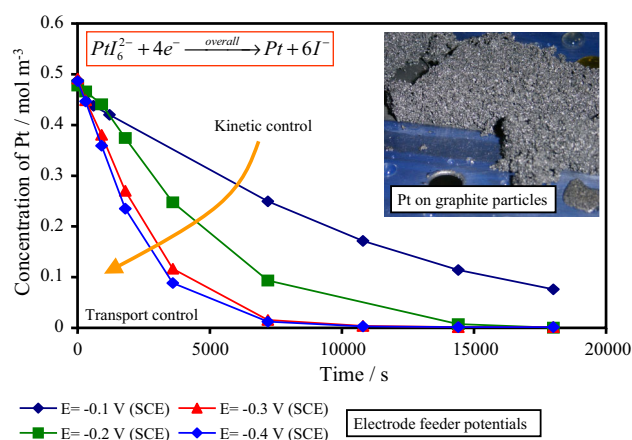 0.6
0.5
0.4
0.3
0.2
0.1
0
Concentration of Pt / mol m⁻³
PtI₆²⁻ + 4e⁻ overall→ Pt + 6I⁻
Kinetic control
Pt on graphite particles
Transport control
0 5000 10000 15000 20000
Time / s
E= -0.1 V (SCE) E= -0.3 V (SCE)
E= -0.2 V (SCE) E= -0.4 V (SCE)
Electrode feeder potentials